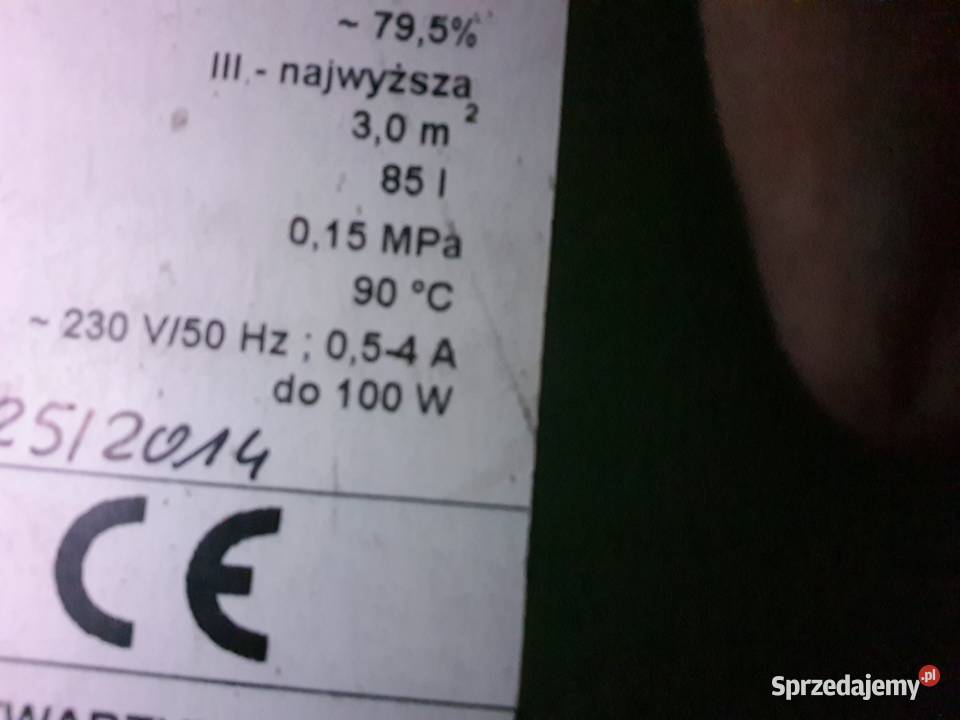 ~ 79,5%
III - najwyższa
3,0 m²
85 l
0,15 MPa
90 °C
~ 230 V/50 Hz ; 0,5-4 A
do 100 W
25/2014
CE
Sprzedajemy.pl